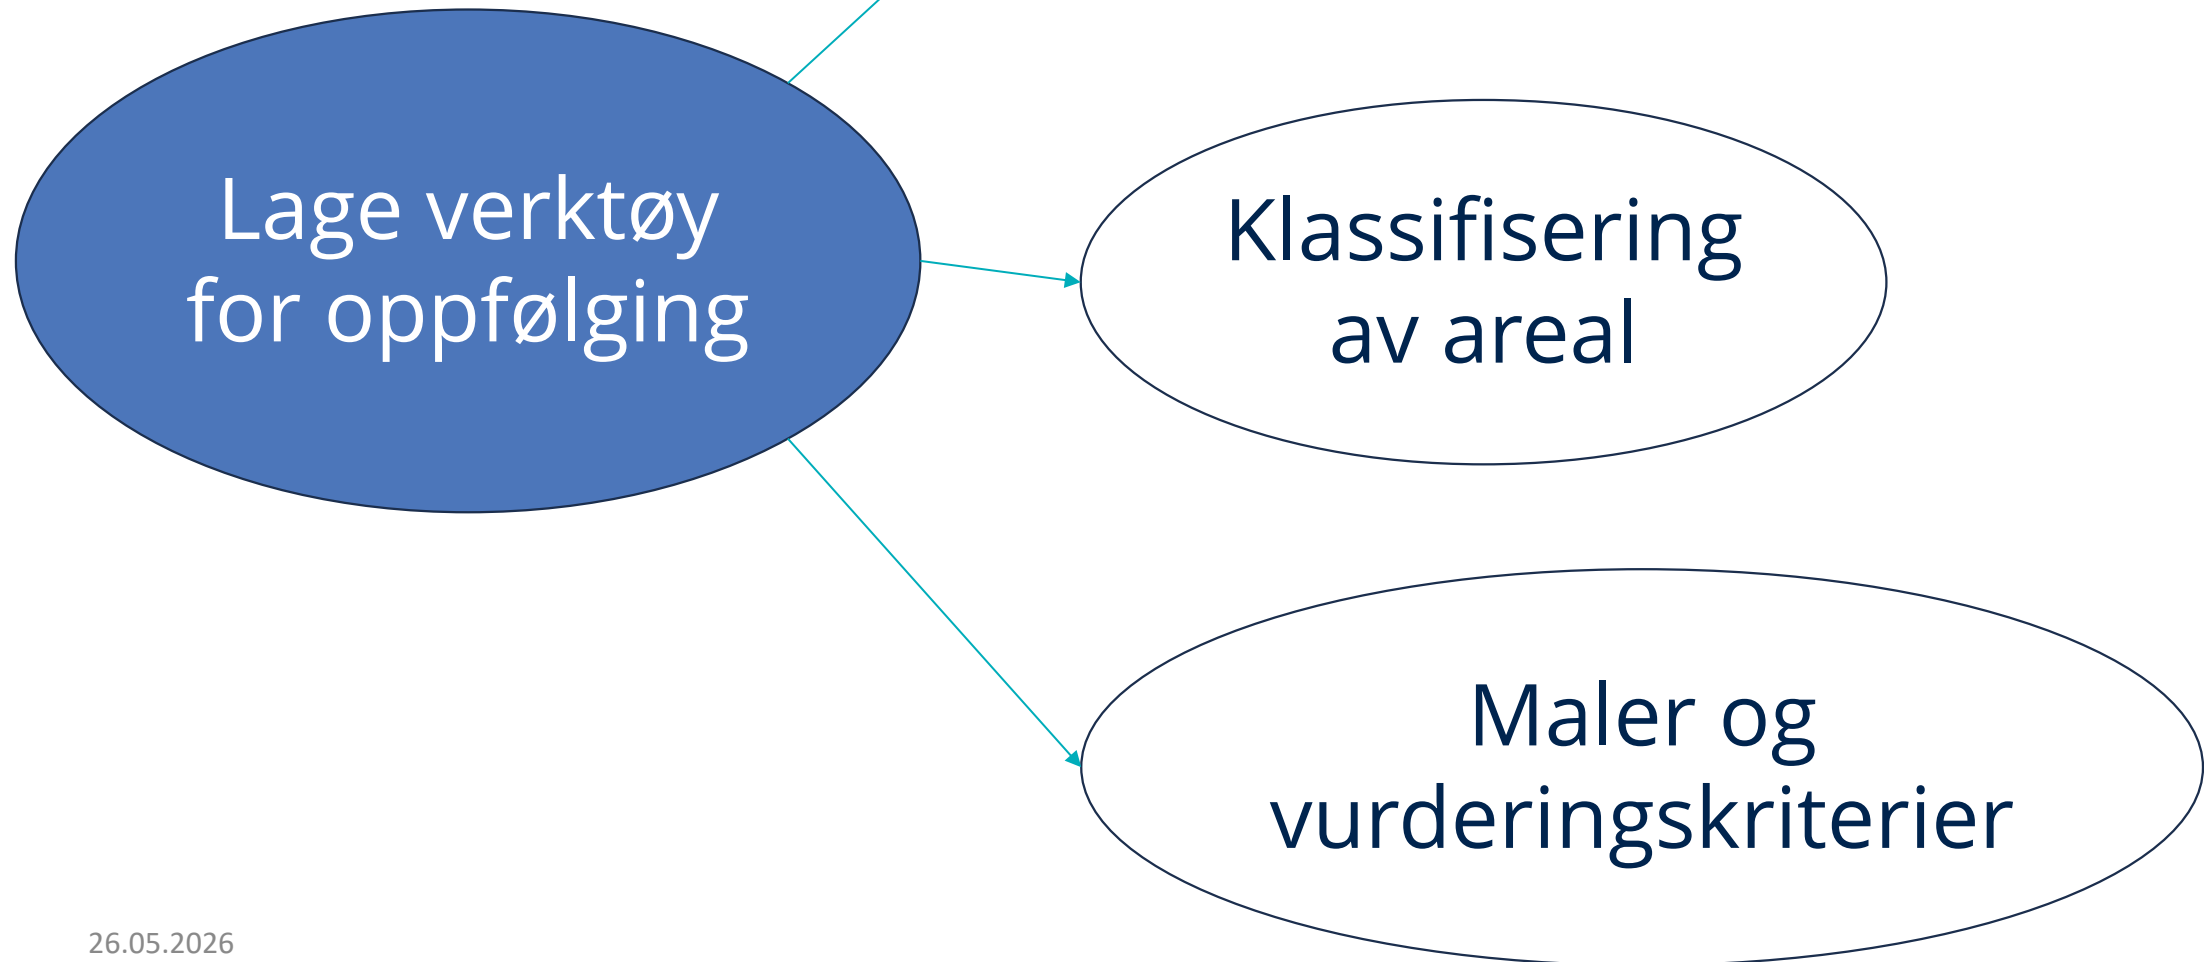 Lage verktøy
for oppfølging
Klassifisering
av areal
Maler og
vurderingskriterier
26.05.2026